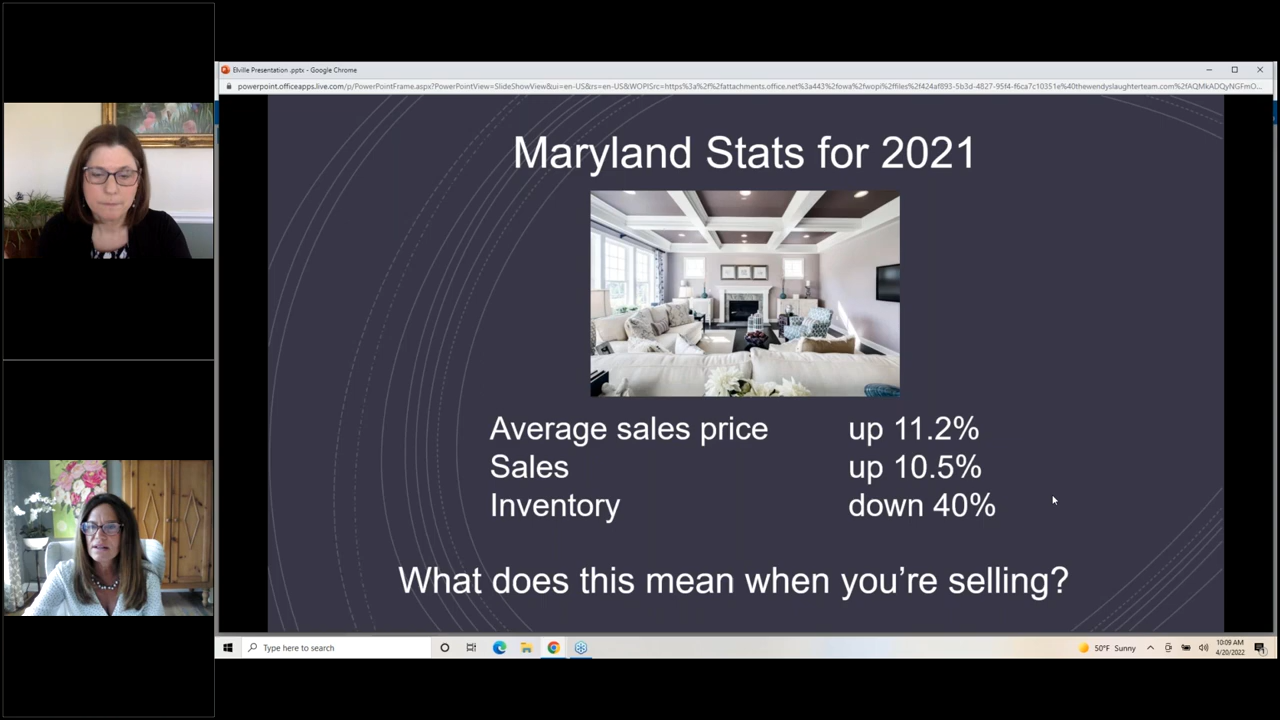 Elville Presentation .pptx - Google Chrome
Maryland Stats for 2021
Average sales price up 11.2%
Sales up 10.5%
Inventory down 40%
What does this mean when you're selling?
Type here to search
50°F Sunny
10:09 AM
4/20/2022